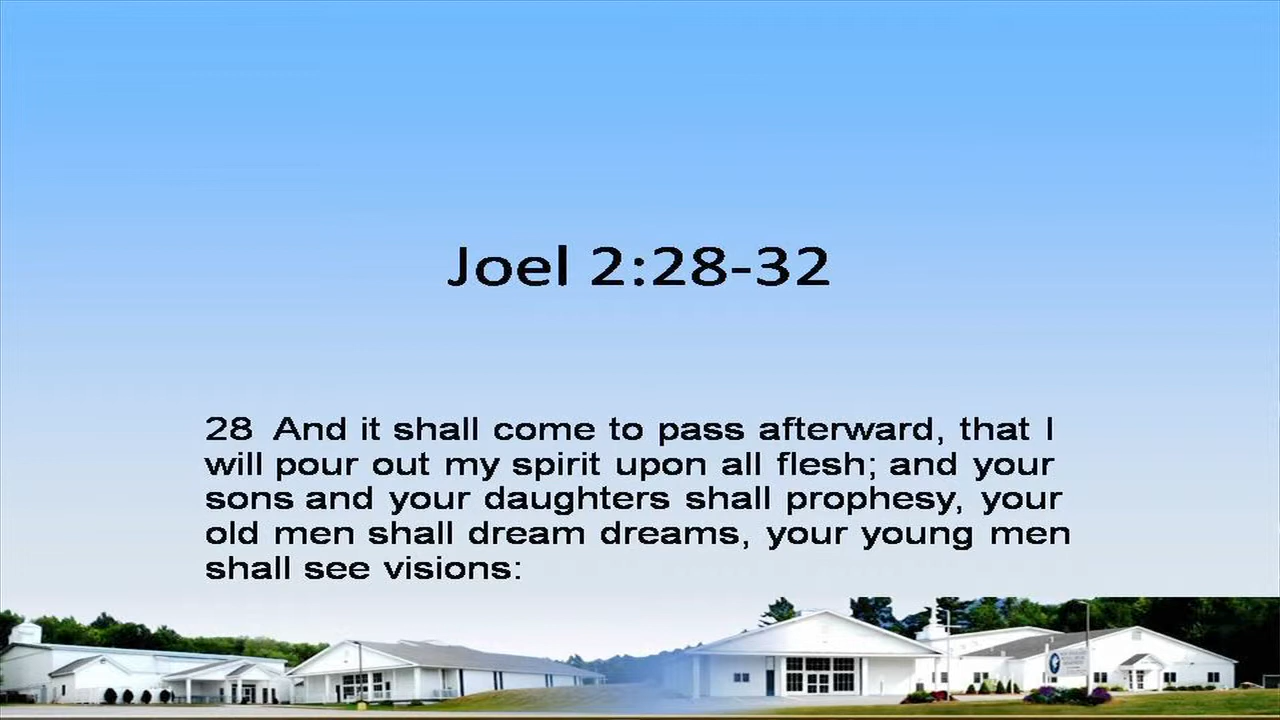 Joel 2:28-32
28 And it shall come to pass afterward, that I
will pour out my spirit upon all flesh; and your
sons and your daughters shall prophesy, your
old men shall dream dreams, your young men
shall see visions: